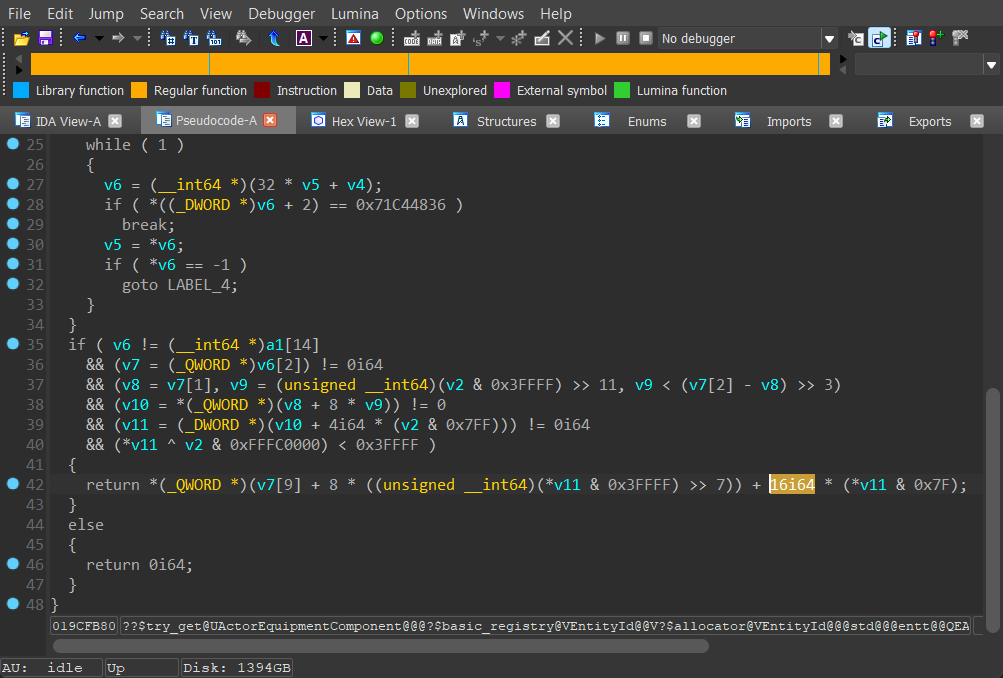 File Edit Jump Search View Debugger Lumina Options Windows Help
No debugger
Library function Regular function Instruction Data Unexplored External symbol Lumina function
IDA View-A Pseudocode-A Hex View-1 Structures Enums Imports Exports
25 while ( 1 )
26 {
27 v6 = (__int64 *)(32 * v5 + v4);
28 if ( *((_DWORD *)v6 + 2) == 0x71C44836 )
29 break;
30 v5 = *v6;
31 if ( *v6 == -1 )
32 goto LABEL_4;
33 }
34 }
35 if ( v6 != (__int64 *)a1[14]
36 && (v7 = (_QWORD *)v6[2]) != 0i64
37 && (v8 = v7[1], v9 = (unsigned __int64)(v2 & 0x3FFFF) >> 11, v9 < (v7[2] - v8) >> 3)
38 && (v10 = *(_QWORD *)(v8 + 8 * v9)) != 0
39 && (v11 = (_DWORD *)(v10 + 4i64 * (v2 & 0x7FF))) != 0i64
40 && (*v11 ^ v2 & 0xFFFC0000) < 0x3FFFF )
41 {
42 return *(_QWORD *)(v7[9] + 8 * ((unsigned __int64)(*v11 & 0x3FFFF) >> 7)) + 16i64 * (*v11 & 0x7F);
43 }
44 else
45 {
46 return 0i64;
47 }
48 }
019CFB80 ??$try_get@UActorEquipmentComponent@@@?$basic_registry@VEntityId@@V?$allocator@VEntityId@@@std@@@entt@@QEA
AU: idle Up Disk: 1394GB